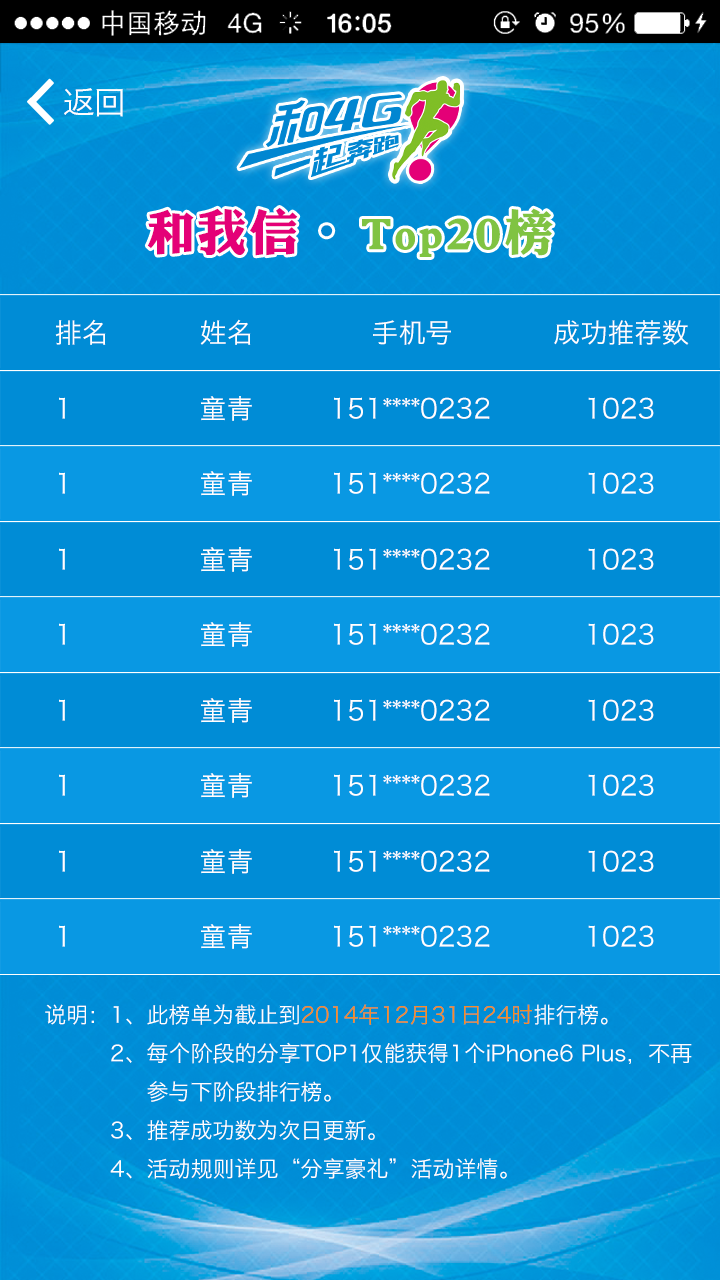 中国移动 4G 16:05 95%
返回
和4G
一起奔跑
和我信。Top20榜
排名 姓名 手机号 成功推荐数
1 童青 151****0232 1023
1 童青 151****0232 1023
1 童青 151****0232 1023
1 童青 151****0232 1023
1 童青 151****0232 1023
1 童青 151****0232 1023
1 童青 151****0232 1023
1 童青 151****0232 1023
说明：1、此榜单为截止到2014年12月31日24时排行榜。
2、每个阶段的分享TOP1仅能获得1个iPhone6 Plus，不再
参与下阶段排行榜。
3、推荐成功数为次日更新。
4、活动规则详见“分享豪礼”活动详情。